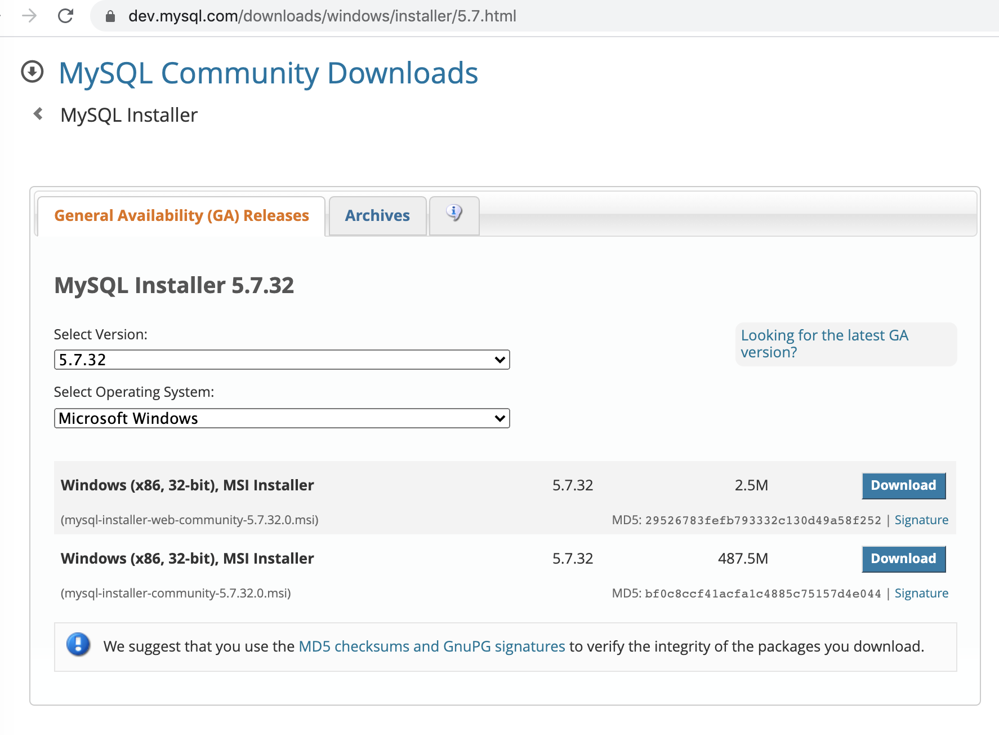 dev.mysql.com/downloads/windows/installer/5.7.html
MySQL Community Downloads
MySQL Installer
General Availability (GA) Releases
Archives
MySQL Installer 5.7.32
Select Version:
5.7.32
Looking for the latest GA
version?
Select Operating System:
Microsoft Windows
Windows (x86, 32-bit), MSI Installer 5.7.32 2.5M Download
(mysql-installer-web-community-5.7.32.0.msi) MD5: 29526783fefb793332c130d49a58f252 | Signature
Windows (x86, 32-bit), MSI Installer 5.7.32 487.5M Download
(mysql-installer-community-5.7.32.0.msi) MD5: bf0c8ccf41acfa1c4885c75157d4e044 | Signature
We suggest that you use the MD5 checksums and GnuPG signatures to verify the integrity of the packages you download.